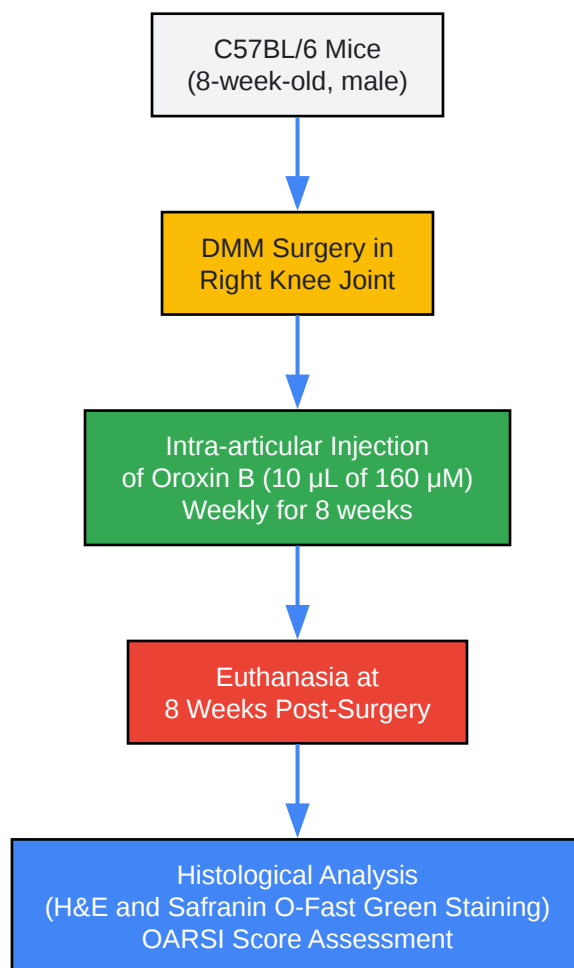 C57BL/6 Mice
(8-week-old, male)
DMM Surgery in
Right Knee Joint
Intra-articular Injection
of Oroxin B (10 μL of 160 μM)
Weekly for 8 weeks
Euthanasia at
8 Weeks Post-Surgery
Histological Analysis
(H&E and Safranin O-Fast Green Staining)
OARSI Score Assessment